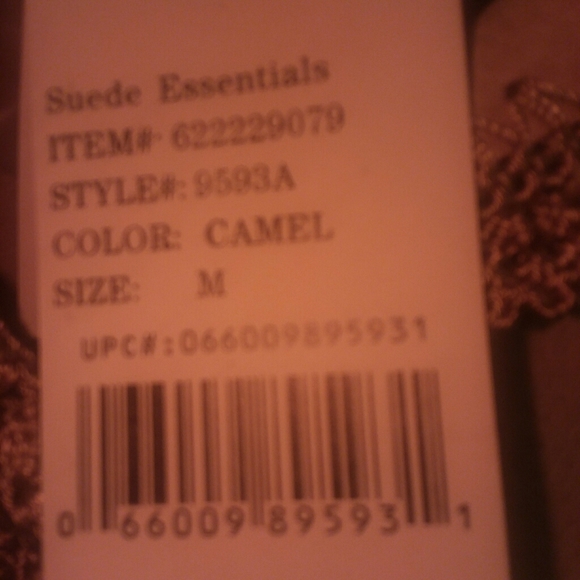 Suede Essentials
ITEM#: 622229079
STYLE#: 9593A
COLOR: CAMEL
SIZE: M
UPC#:066009895931
0 66009 89593 1